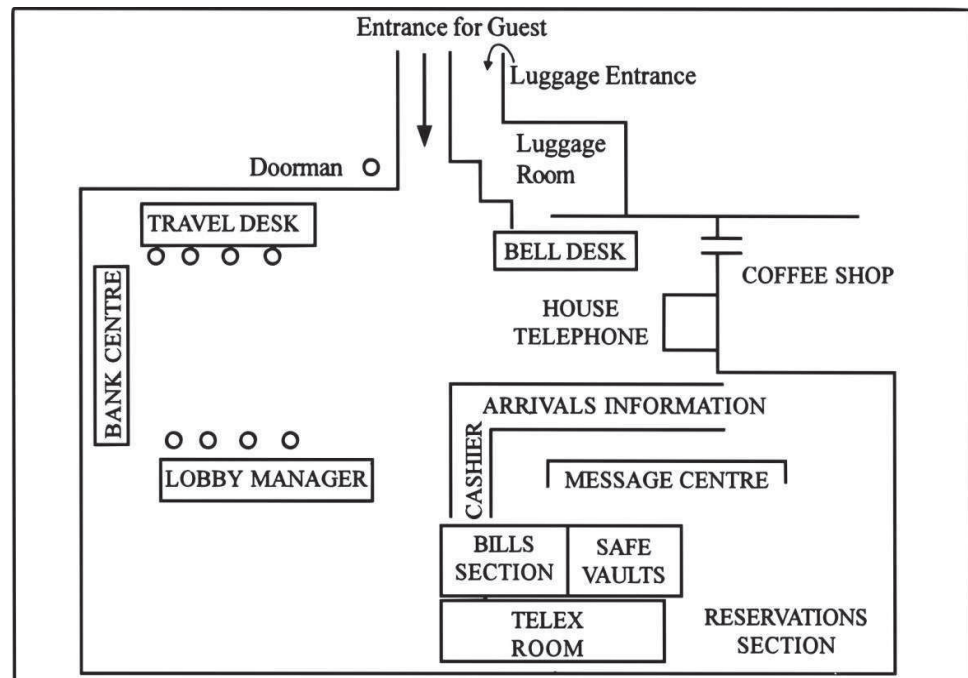 Entrance for Guest
Luggage Entrance
Luggage
Room
Doorman
TRAVEL DESK
BELL DESK
COFFEE SHOP
BANK CENTRE
HOUSE
TELEPHONE
ARRIVALS INFORMATION
CASHIER
LOBBY MANAGER
MESSAGE CENTRE
BILLS
SECTION
SAFE
VAULTS
TELEX
ROOM
RESERVATIONS
SECTION